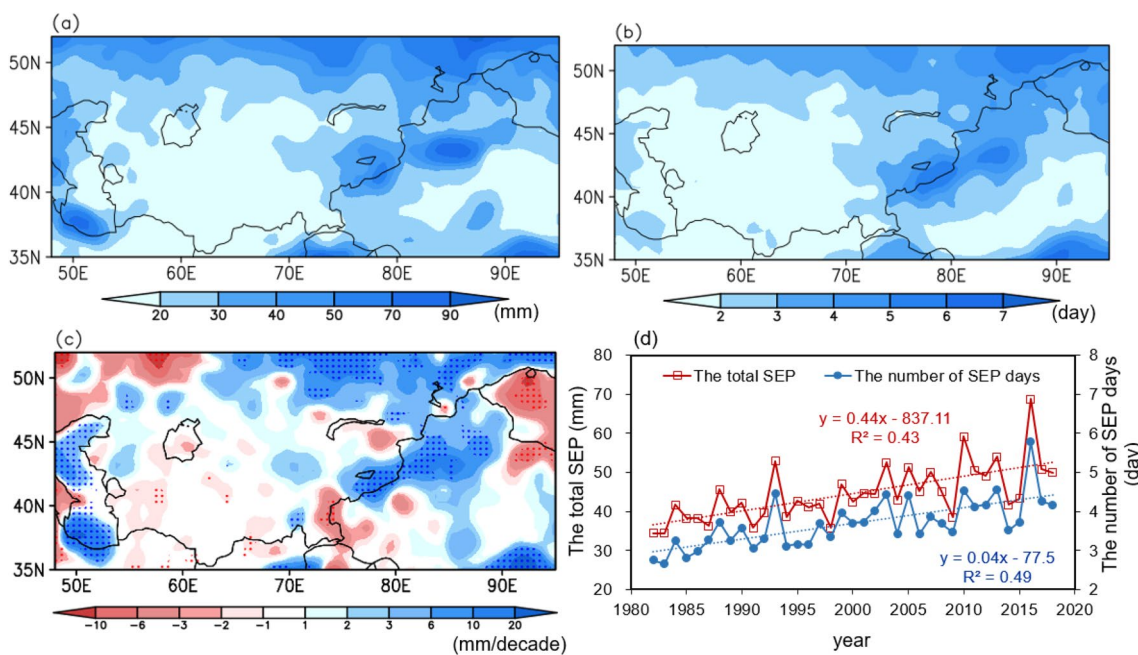 (a)
50N
45N
40N
35N
50E 60E 70E 80E 90E
20 30 40 50 70 90 (mm)
(b)
50N
45N
40N
35N
50E 60E 70E 80E 90E
2 3 4 5 6 7 (day)
(c)
50N
45N
40N
35N
50E 60E 70E 80E 90E
-10 -6 -3 -2 -1 1 2 3 6 10 20
(mm/decade)
(d)
The total SEP The number of SEP days
y = 0.44x - 837.11
R² = 0.43
y = 0.04x - 77.5
R² = 0.49
The total SEP (mm)
80
70
60
50
40
30
20
8
7
6
5
4
3
2
The number of SEP days
(day)
1980 1985 1990 1995 2000 2005 2010 2015 2020
year